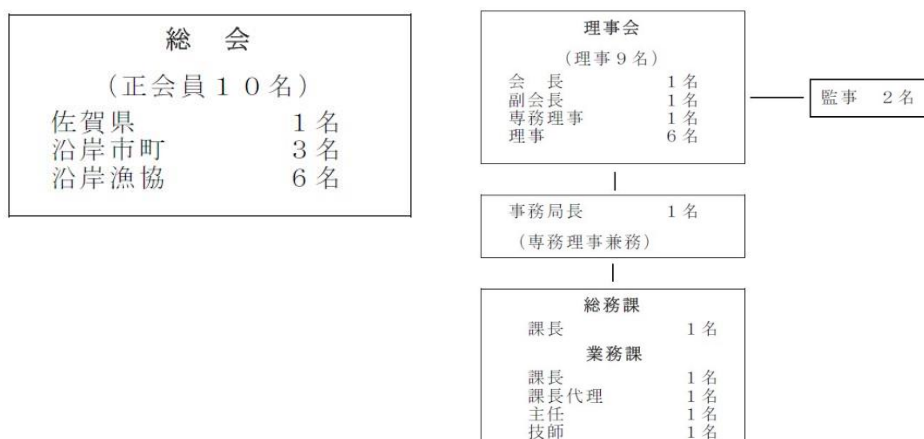 総　会
（正会員１０名）
佐賀県　１名
沿岸市町　３名
沿岸漁協　６名
理事会
（理事９名）
会　長　１名
副会長　１名
専務理事　１名
理事　６名
監事　２名
事務局長　１名
（専務理事兼務）
総務課
課長　１名
業務課
課長　１名
課長代理　１名
主任　１名
技師　１名